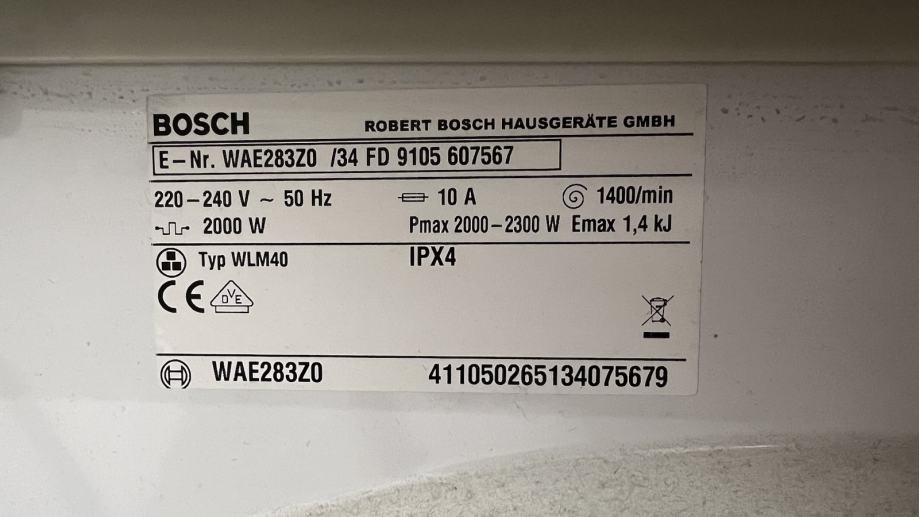 BOSCH ROBERT BOSCH HAUSGERÄTE GMBH
E-Nr. WAE283Z0 /34 FD 9105 607567
220-240 V ~ 50 Hz 10 A 1400/min
2000 W Pmax 2000-2300 W Emax 1,4 kJ
Typ WLM40 IPX4
CE DVE
WAE283Z0 411050265134075679